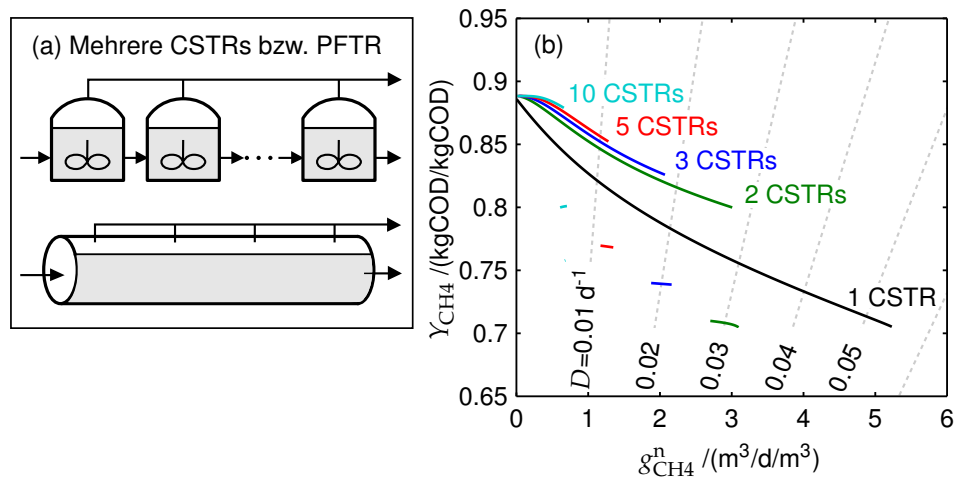 (a) Mehrere CSTRs bzw. PFTR
(b)
10 CSTRs
5 CSTRs
3 CSTRs
2 CSTRs
1 CSTR
D=0.01 d⁻¹
0.02
0.03
0.04
0.05
0.95
0.9
0.85
0.8
0.75
0.7
0.65
Y_CH4 /(kgCOD/kgCOD)
0 1 2 3 4 5 6
g^n_CH4 /(m³/d/m³)